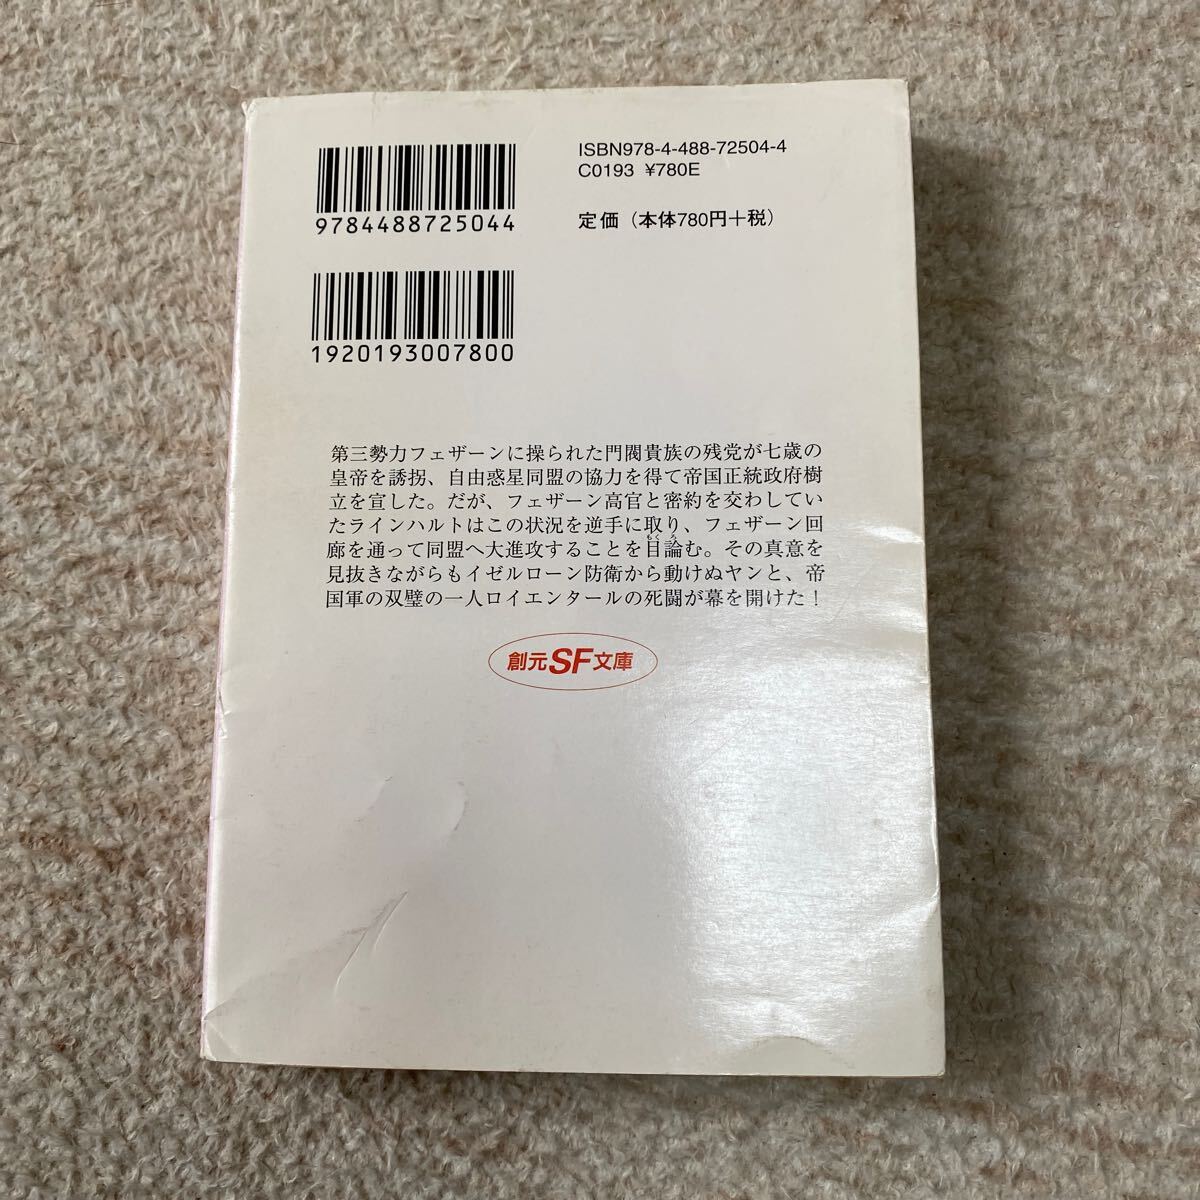 ISBN978-4-488-72504-4
C0193 ¥780E
9784488725044
定価（本体780円＋税）
1920193007800
第三勢力フェザーンに操られた門閥貴族の残党が七歳の
皇帝を誘拐、自由惑星同盟の協力を得て帝国正統政府樹
立を宣した。だが、フェザーン高官と密約を交わしてい
たラインハルトはこの状況を逆手に取り、フェザーン回
廊を通って同盟へ大進攻することを目論む。その真意を
見抜きながらもイゼルローン防衛から動けぬヤンと、帝
国軍の双璧の一人ロイエンタールの死闘が幕を開けた！
創元SF文庫